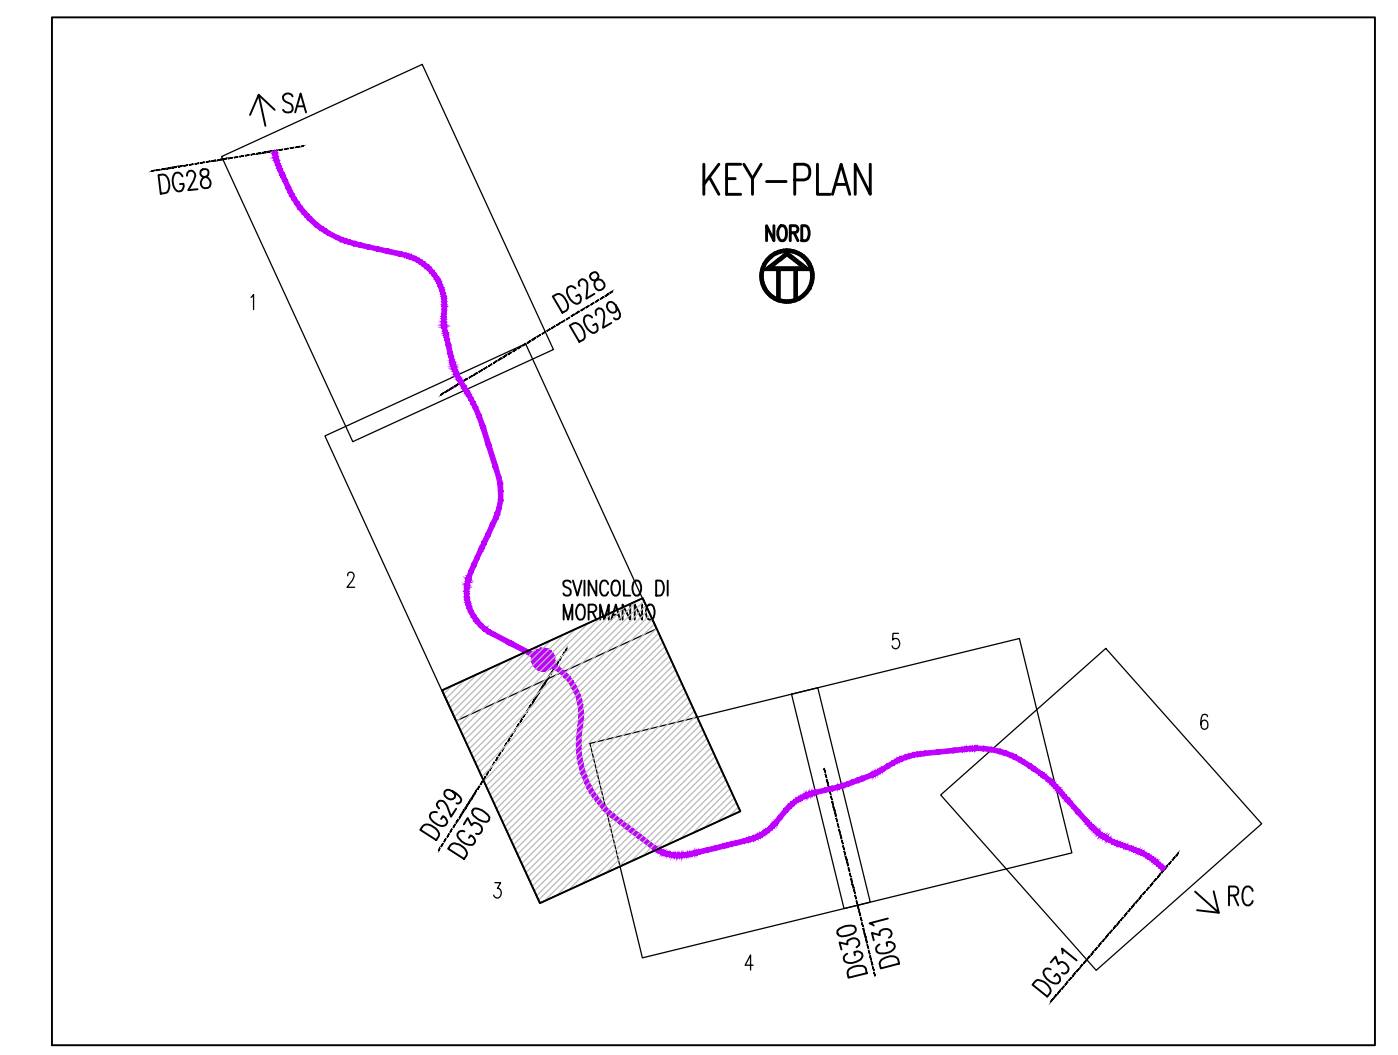 SA
DG28
KEY-PLAN
NORD
1
DG28
DG29
2
SVINCOLO DI
MORMANNO
5
6
DG29
DG30
3
4
DG30
DG31
RC
DG31